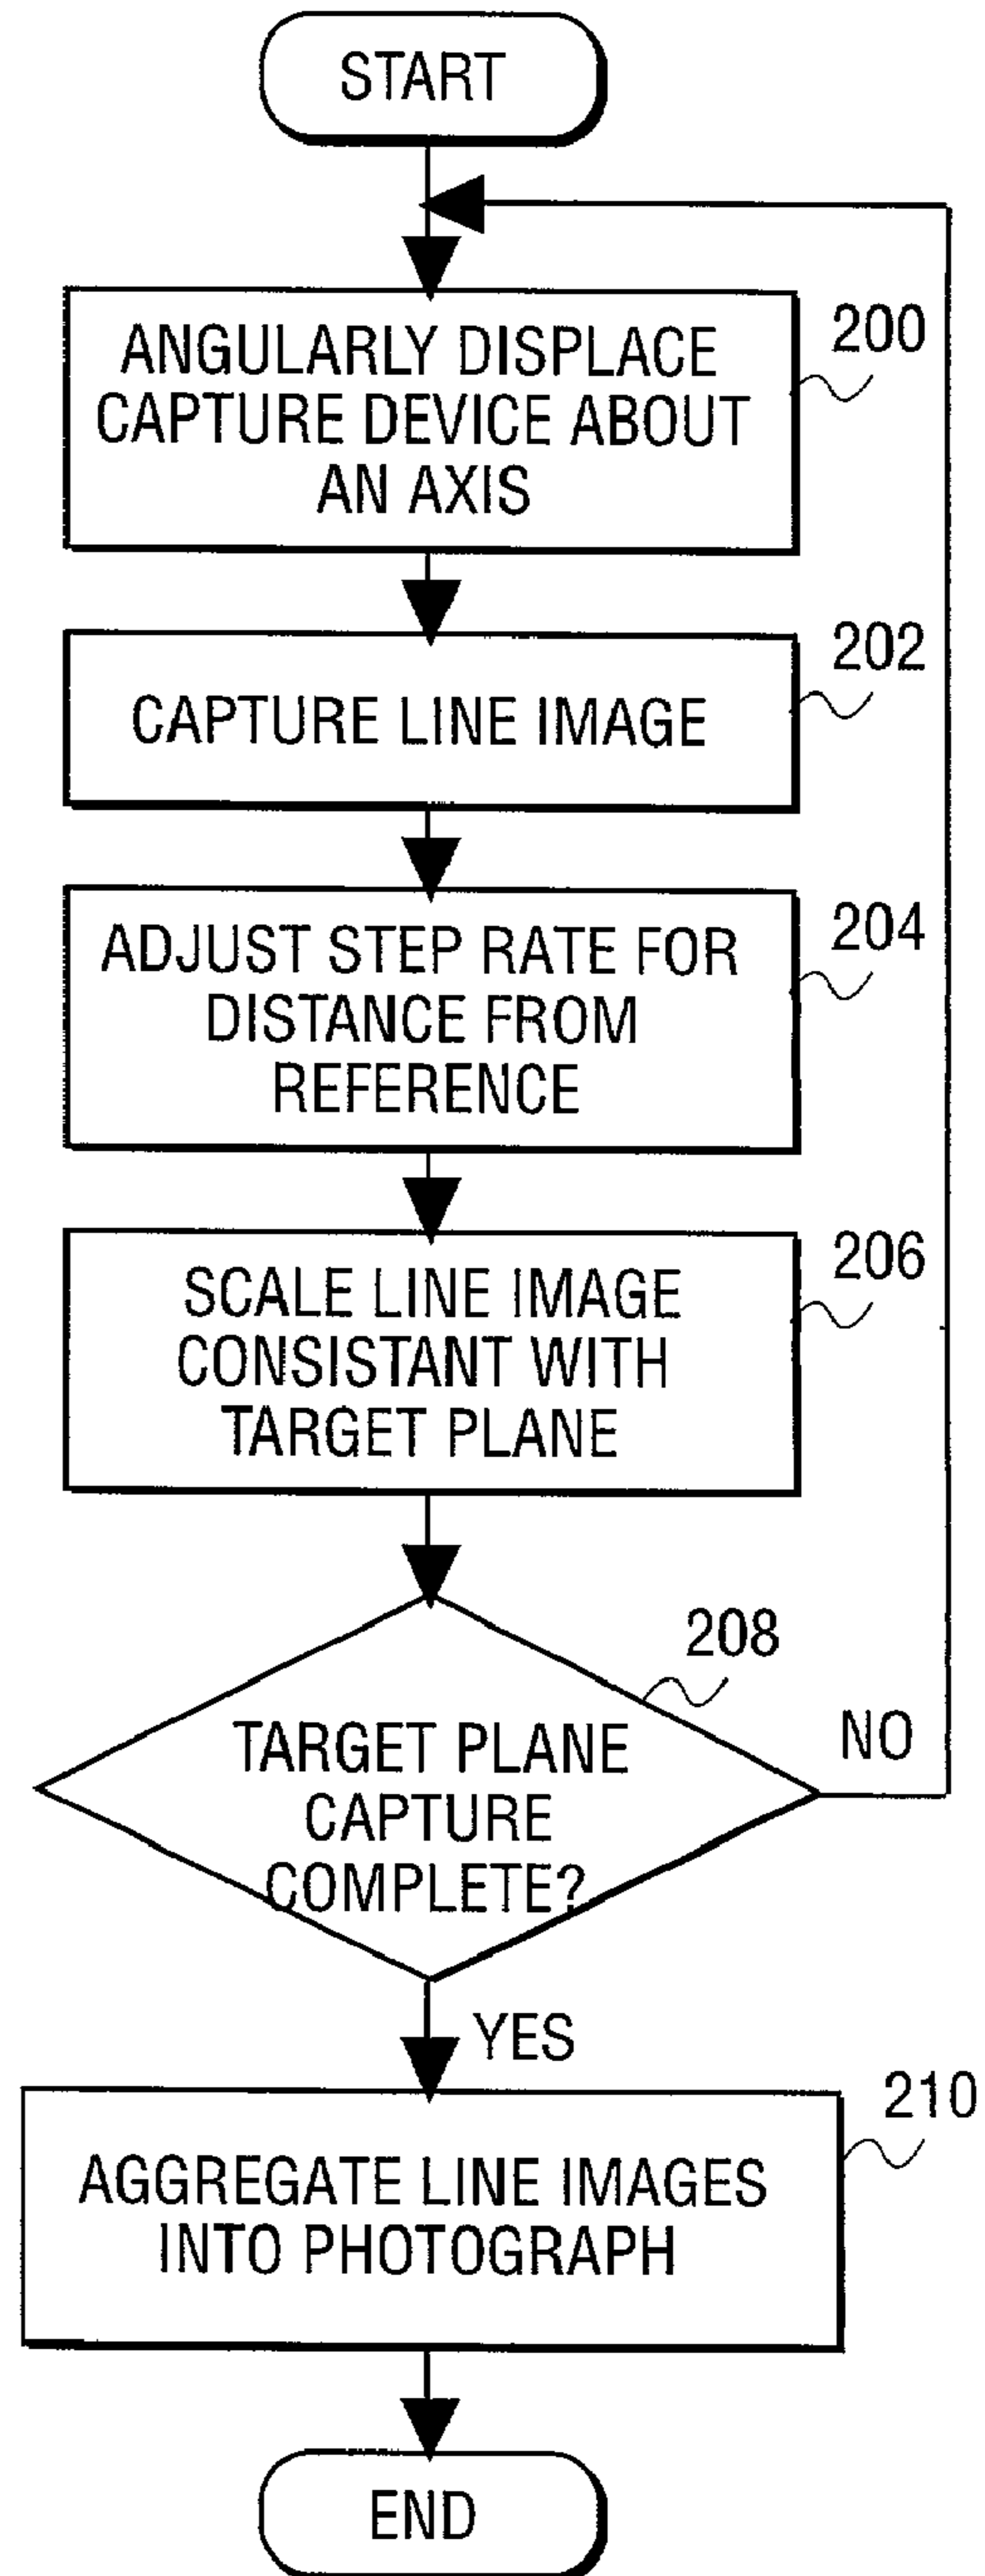 START
ANGULARLY DISPLACE
CAPTURE DEVICE ABOUT
AN AXIS
200
CAPTURE LINE IMAGE
202
ADJUST STEP RATE FOR
DISTANCE FROM
REFERENCE
204
SCALE LINE IMAGE
CONSISTANT WITH
TARGET PLANE
206
TARGET PLANE
CAPTURE
COMPLETE?
208
NO
YES
AGGREGATE LINE IMAGES
INTO PHOTOGRAPH
210
END